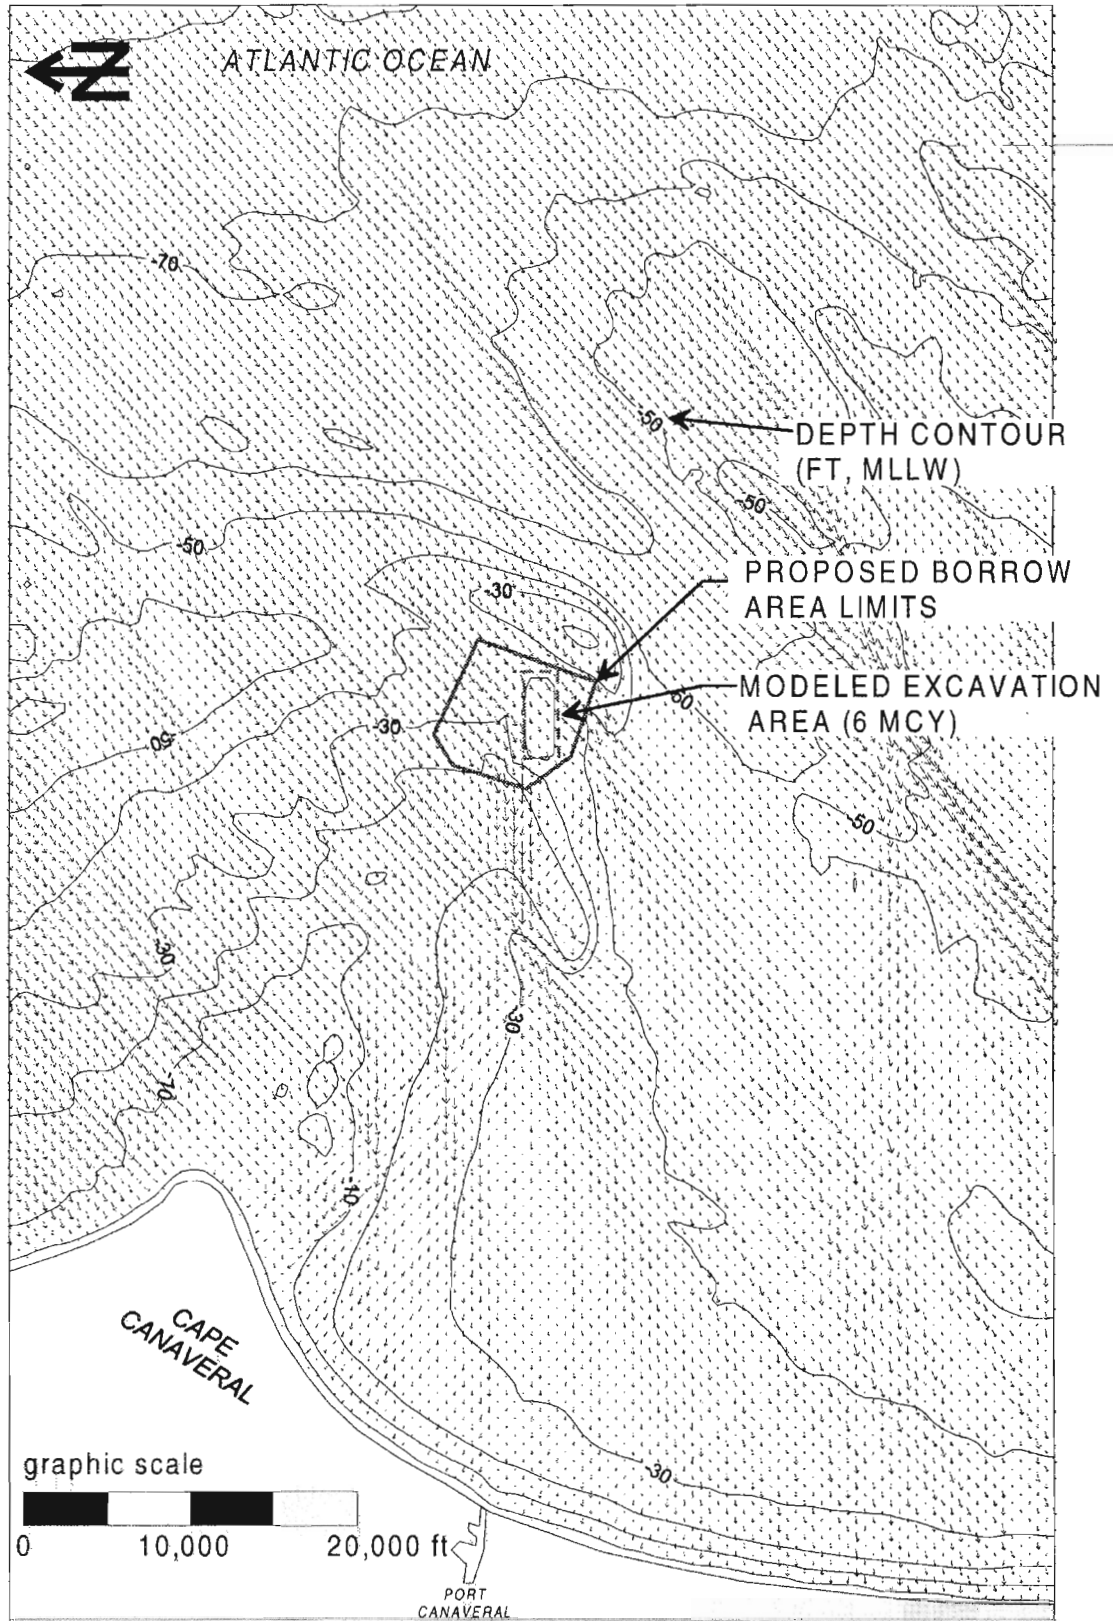 N
ATLANTIC OCEAN
-70
-50
DEPTH CONTOUR
(FT, MLLW)
-50
-50
PROPOSED BORROW
AREA LIMITS
-30
MODELED EXCAVATION
AREA (6 MCY)
-50
-30
-50
-50
-30
-30
-10
-10
CAPE
CANAVERAL
graphic scale
-30
0 10,000 20,000 ft
PORT
CANAVERAL